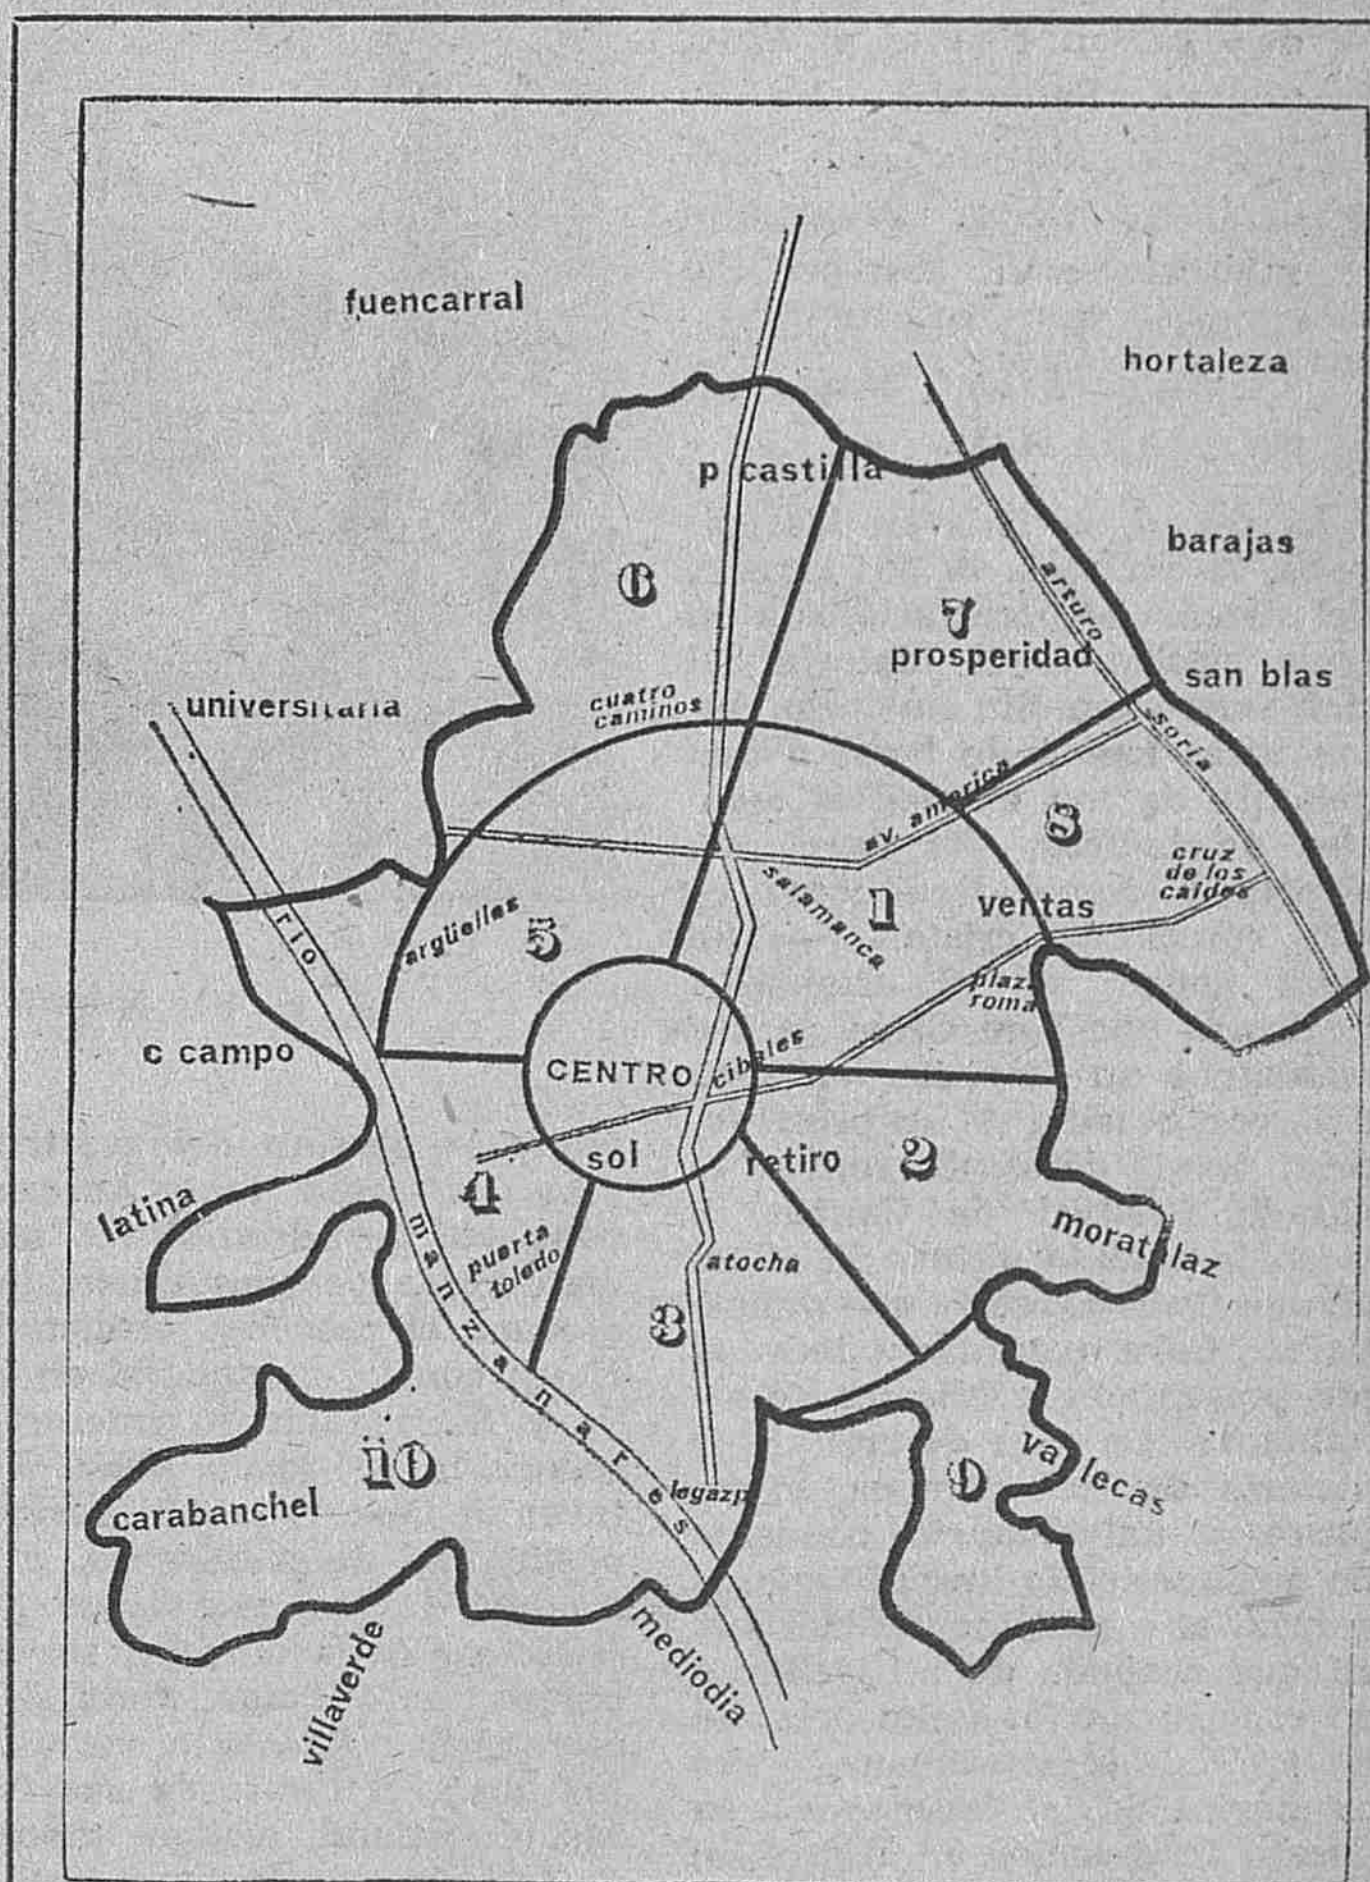 fuencarral
hortaleza
p castilla
barajas
6
arturo
7
prosperidad
san blas
universitaria
cuatro
caminos
soria
av. america
8
cruz
de los
caidos
salamanca
1
ventas
argüelles
5
rio
plaza
roma
c campo
CENTRO
cibeles
sol
retiro
2
4
latina
manzanares
puerta
toledo
atocha
moratalaz
3
10
9
vallecas
legazpi
carabanchel
villaverde
mediodia